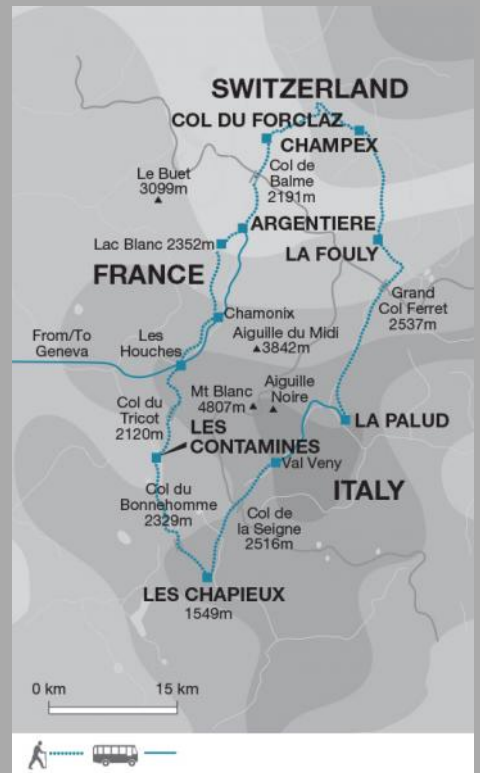 SWITZERLAND
COL DU FORCLAZ
CHAMPEX
Col de
Balme
2191m
Le Buet
3099m
ARGENTIERE
Lac Blanc 2352m
LA FOULY
FRANCE
Grand
Col Ferret
2537m
Chamonix
From/To
Geneva
Les
Houches
Aiguille du Midi
3842m
Mt Blanc
4807m
Aiguille
Noire
Col du
Tricot
2120m
LES
CONTAMINES
LA PALUD
Val Veny
ITALY
Col du
Bonnehomme
2329m
Col de
la Seigne
2516m
LES CHAPIEUX
1549m
0 km 15 km